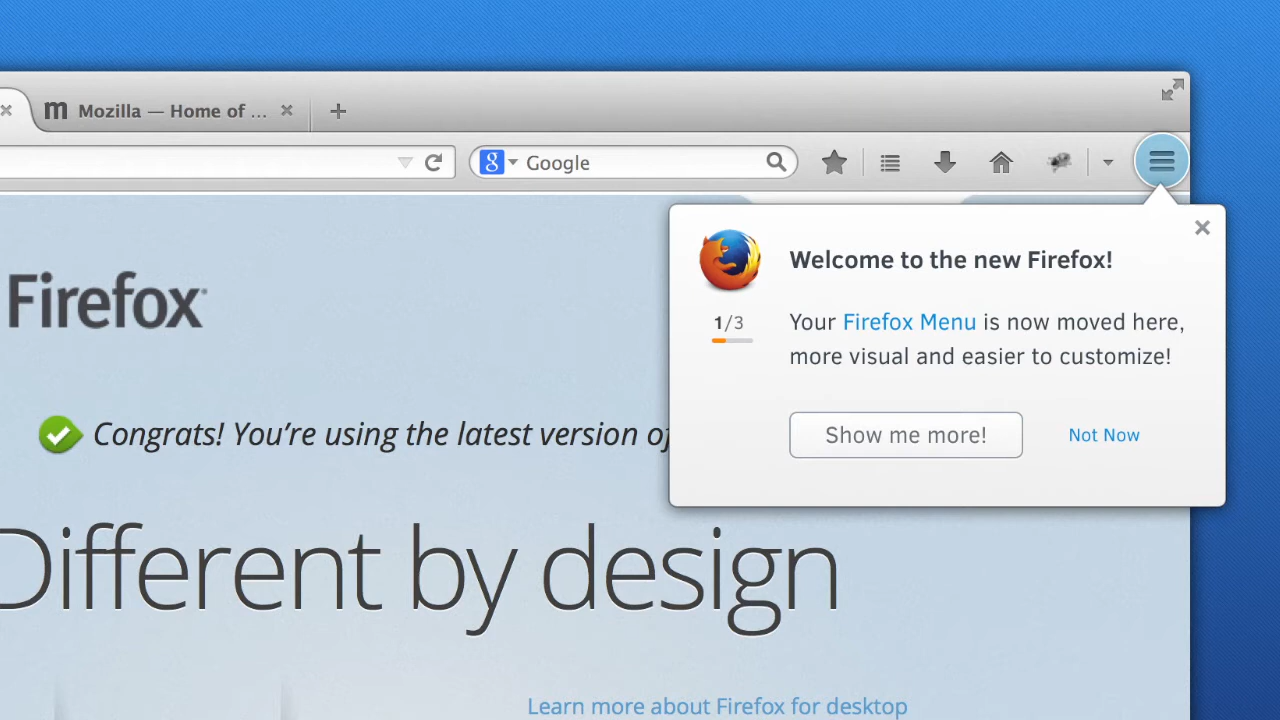 m Mozilla — Home of ...
g Google
Welcome to the new Firefox!
1/3
Your Firefox Menu is now moved here,
more visual and easier to customize!
Show me more!
Not Now
Firefox
Congrats! You’re using the latest version of
Different by design
Learn more about Firefox for desktop